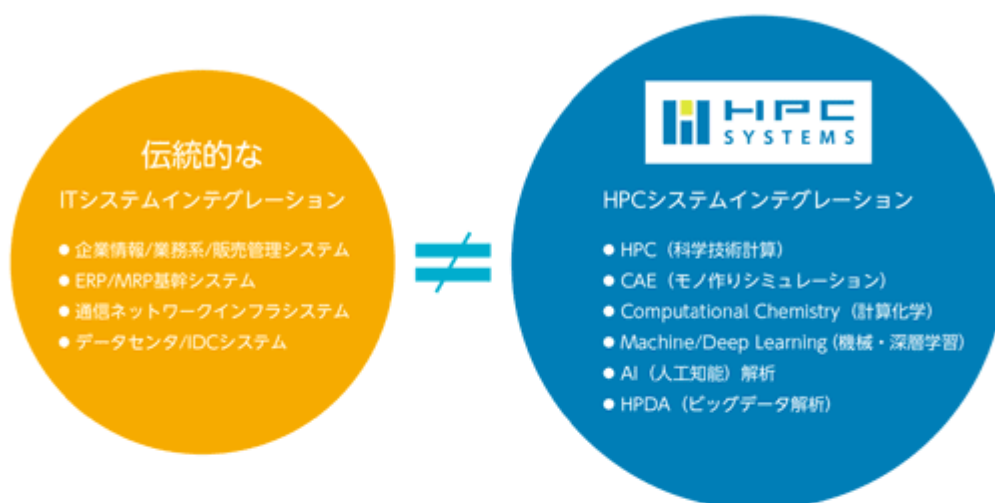 伝統的な
ITシステムインテグレーション
● 企業情報/業務系/販売管理システム
● ERP/MRP基幹システム
● 通信ネットワークインフラシステム
● データセンタ/IDCシステム
≠
HPC
SYSTEMS
HPCシステムインテグレーション
● HPC（科学技術計算）
● CAE（モノ作りシミュレーション）
● Computational Chemistry（計算化学）
● Machine/Deep Learning (機械・深層学習)
● AI（人工知能）解析
● HPDA（ビッグデータ解析）